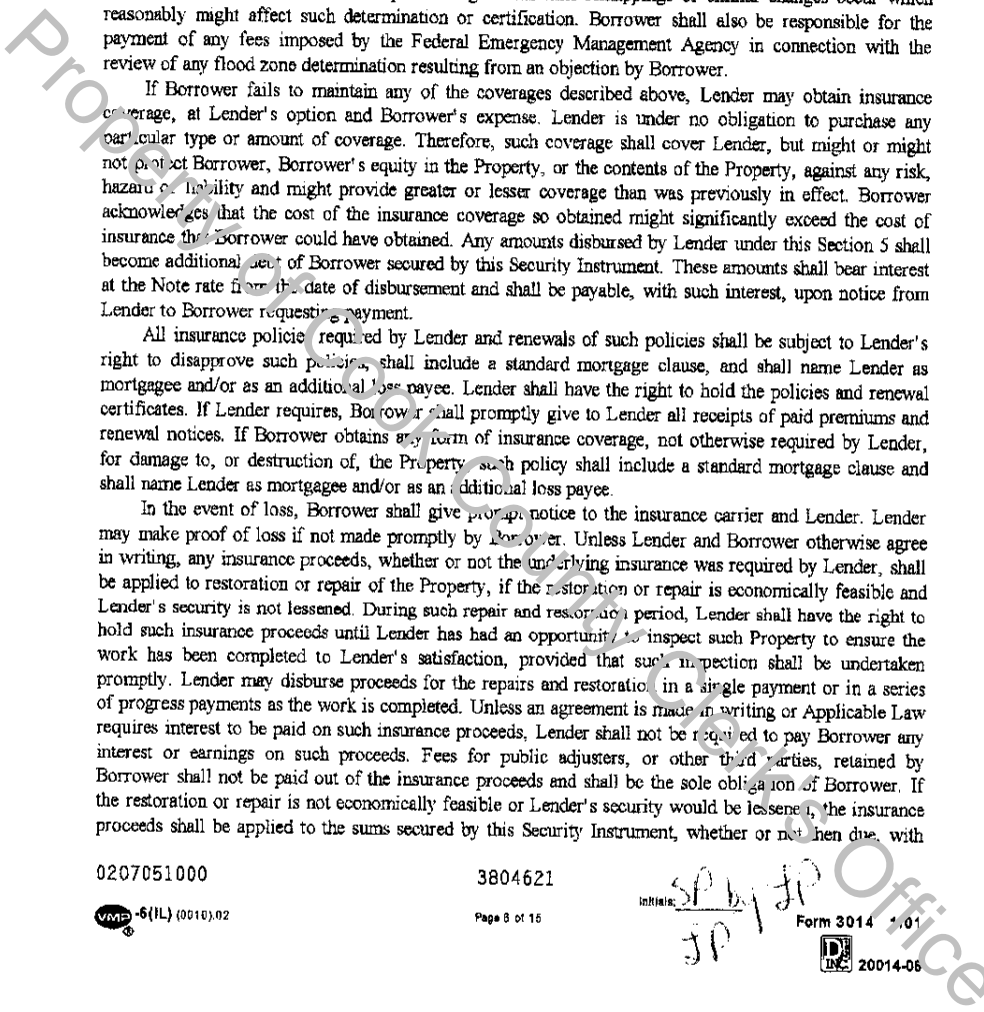 reasonably might affect such determination or certification. Borrower shall also be responsible for the
payment of any fees imposed by the Federal Emergency Management Agency in connection with the
review of any flood zone determination resulting from an objection by Borrower.
If Borrower fails to maintain any of the coverages described above, Lender may obtain insurance
coverage, at Lender's option and Borrower's expense. Lender is under no obligation to purchase any
particular type or amount of coverage. Therefore, such coverage shall cover Lender, but might or might
not protect Borrower, Borrower's equity in the Property, or the contents of the Property, against any risk,
hazard or liability and might provide greater or lesser coverage than was previously in effect. Borrower
acknowledges that the cost of the insurance coverage so obtained might significantly exceed the cost of
insurance that Borrower could have obtained. Any amounts disbursed by Lender under this Section 5 shall
become additional debt of Borrower secured by this Security Instrument. These amounts shall bear interest
at the Note rate from the date of disbursement and shall be payable, with such interest, upon notice from
Lender to Borrower requesting payment.
All insurance policies required by Lender and renewals of such policies shall be subject to Lender's
right to disapprove such policies, shall include a standard mortgage clause, and shall name Lender as
mortgagee and/or as an additional loss payee. Lender shall have the right to hold the policies and renewal
certificates. If Lender requires, Borrower shall promptly give to Lender all receipts of paid premiums and
renewal notices. If Borrower obtains any form of insurance coverage, not otherwise required by Lender,
for damage to, or destruction of, the Property, such policy shall include a standard mortgage clause and
shall name Lender as mortgagee and/or as an additional loss payee.
In the event of loss, Borrower shall give prompt notice to the insurance carrier and Lender. Lender
may make proof of loss if not made promptly by Borrower. Unless Lender and Borrower otherwise agree
in writing, any insurance proceeds, whether or not the underlying insurance was required by Lender, shall
be applied to restoration or repair of the Property, if the restoration or repair is economically feasible and
Lender's security is not lessened. During such repair and restoration period, Lender shall have the right to
hold such insurance proceeds until Lender has had an opportunity to inspect such Property to ensure the
work has been completed to Lender's satisfaction, provided that such inspection shall be undertaken
promptly. Lender may disburse proceeds for the repairs and restoration in a single payment or in a series
of progress payments as the work is completed. Unless an agreement is made in writing or Applicable Law
requires interest to be paid on such insurance proceeds, Lender shall not be required to pay Borrower any
interest or earnings on such proceeds. Fees for public adjusters, or other third parties, retained by
Borrower shall not be paid out of the insurance proceeds and shall be the sole obligation of Borrower. If
the restoration or repair is not economically feasible or Lender's security would be lessened, the insurance
proceeds shall be applied to the sums secured by this Security Instrument, whether or not then due, with
0207051000 3804621
Initials: SP by JP
JP
VMP®-6(IL) (0010).02 Page 6 of 15 Form 3014 1/01
D INC 20014-06
Property of Cook County Clerk's Office